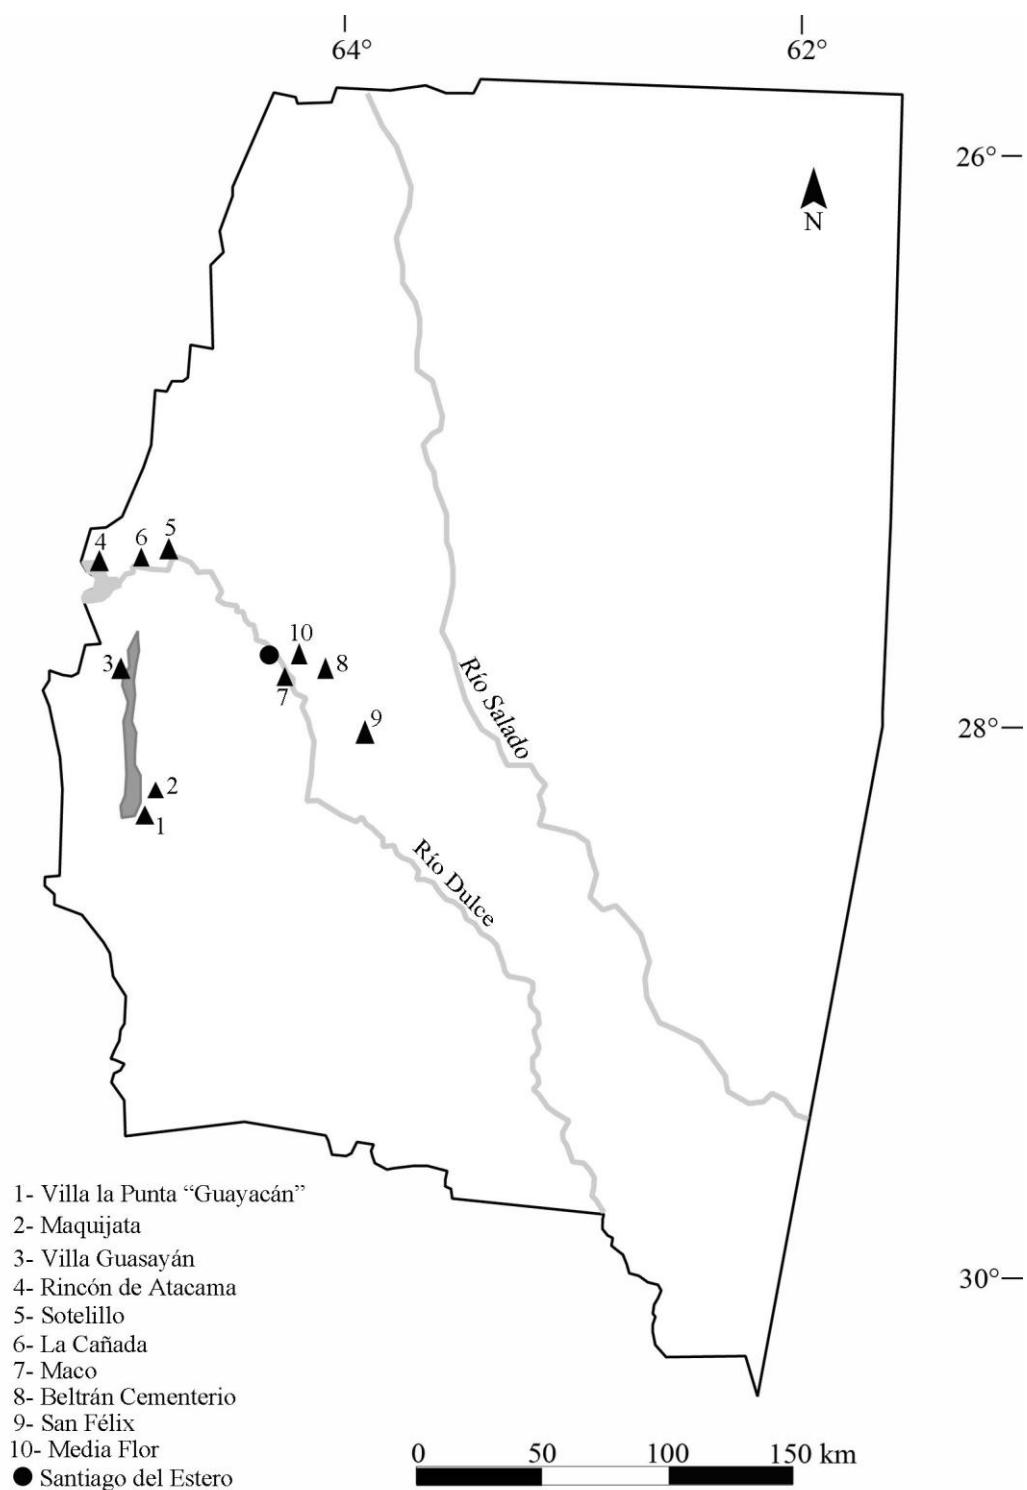 64°
62°
26°
N
4
6
5
10
3
8
7
9
Río Salado
28°
2
1
Río Dulce
30°
1- Villa la Punta “Guayacán”
2- Maquijata
3- Villa Guasayán
4- Rincón de Atacama
5- Sotelillo
6- La Cañada
7- Maco
8- Beltrán Cementerio
9- San Félix
10- Media Flor
Santiago del Estero
0 50 100 150 km